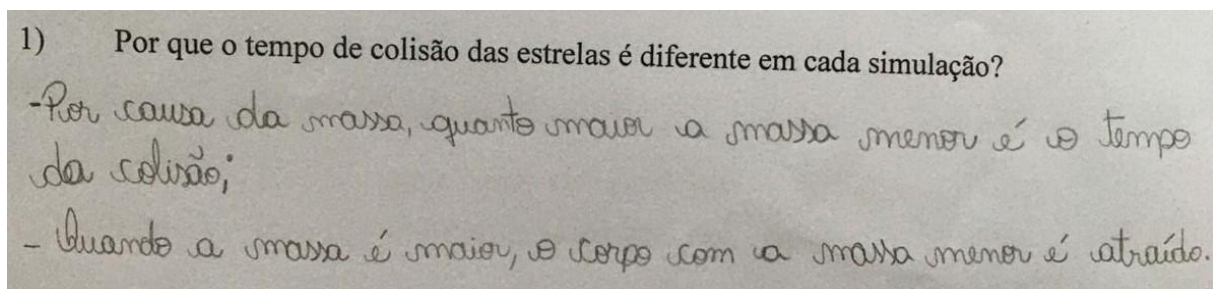 1) Por que o tempo de colisão das estrelas é diferente em cada simulação?
-Por causa da massa, quanto maior a massa menor é o tempo
da colisão;
- Quando a massa é maior, o corpo com a massa menor é atraído.